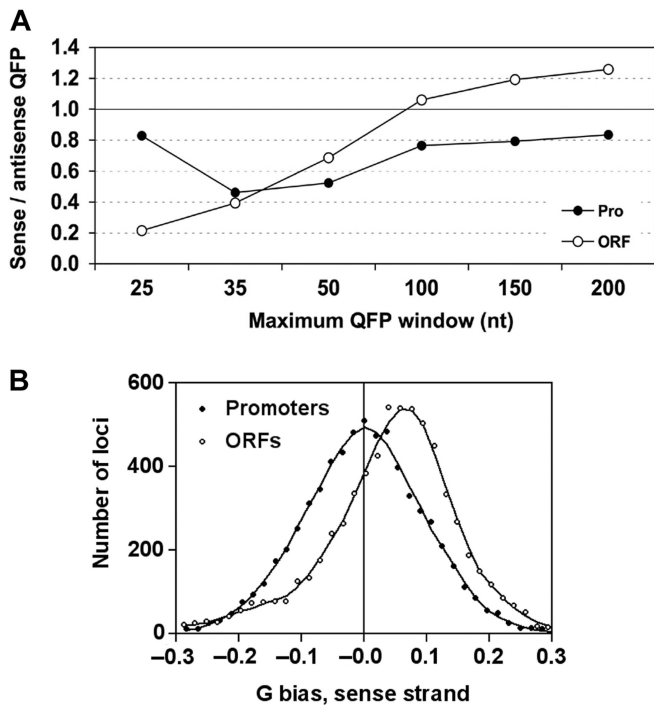 A
Sense / antisense QFP
1.4
1.2
1.0
0.8
0.6
0.4
0.2
0.0
Pro
ORF
25 35 50 100 150 200
Maximum QFP window (nt)
B
Number of loci
600
400
200
0
Promoters
ORFs
–0.3 –0.2 –0.1 –0.0 0.1 0.2 0.3
G bias, sense strand